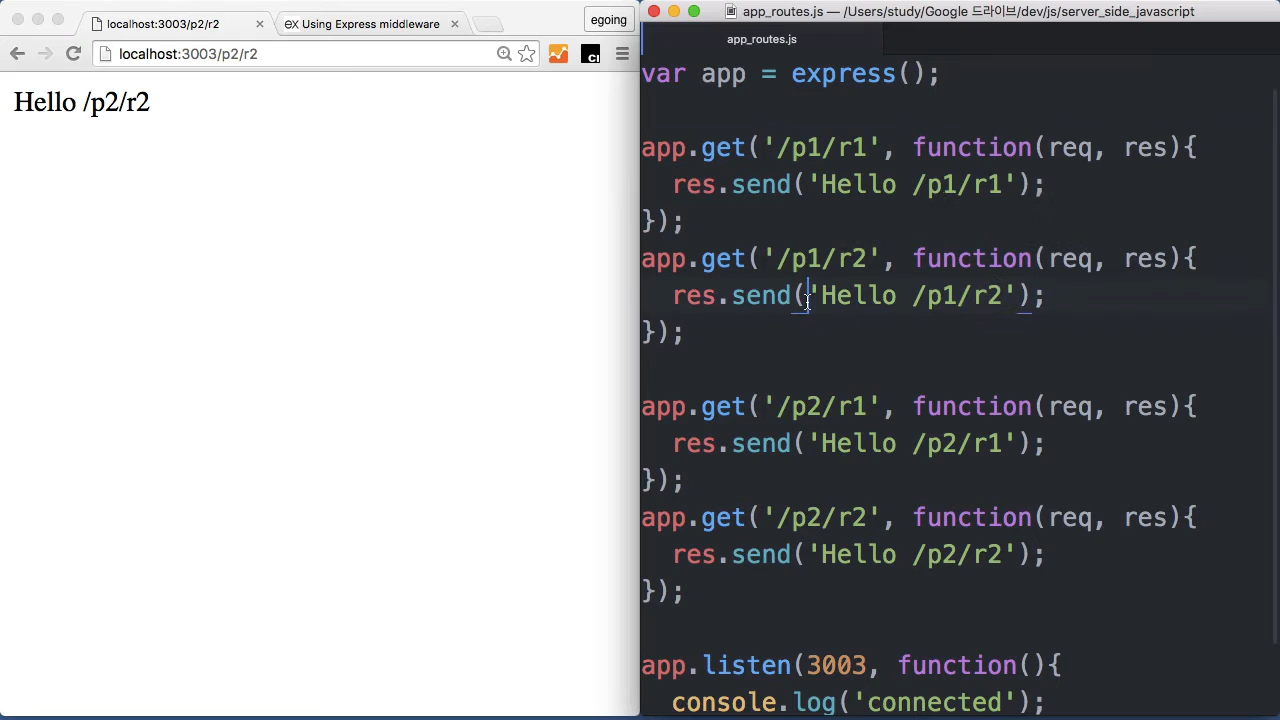 localhost:3003/p2/r2
Using Express middleware
egoing
localhost:3003/p2/r2
Hello /p2/r2
app_routes.js — /Users/study/Google 드라이브/dev/js/server_side_javascript
app_routes.js
var app = express();
app.get('/p1/r1', function(req, res){
res.send('Hello /p1/r1');
});
app.get('/p1/r2', function(req, res){
res.send('Hello /p1/r2');
});
app.get('/p2/r1', function(req, res){
res.send('Hello /p2/r1');
});
app.get('/p2/r2', function(req, res){
res.send('Hello /p2/r2');
});
app.listen(3003, function(){
console.log('connected');